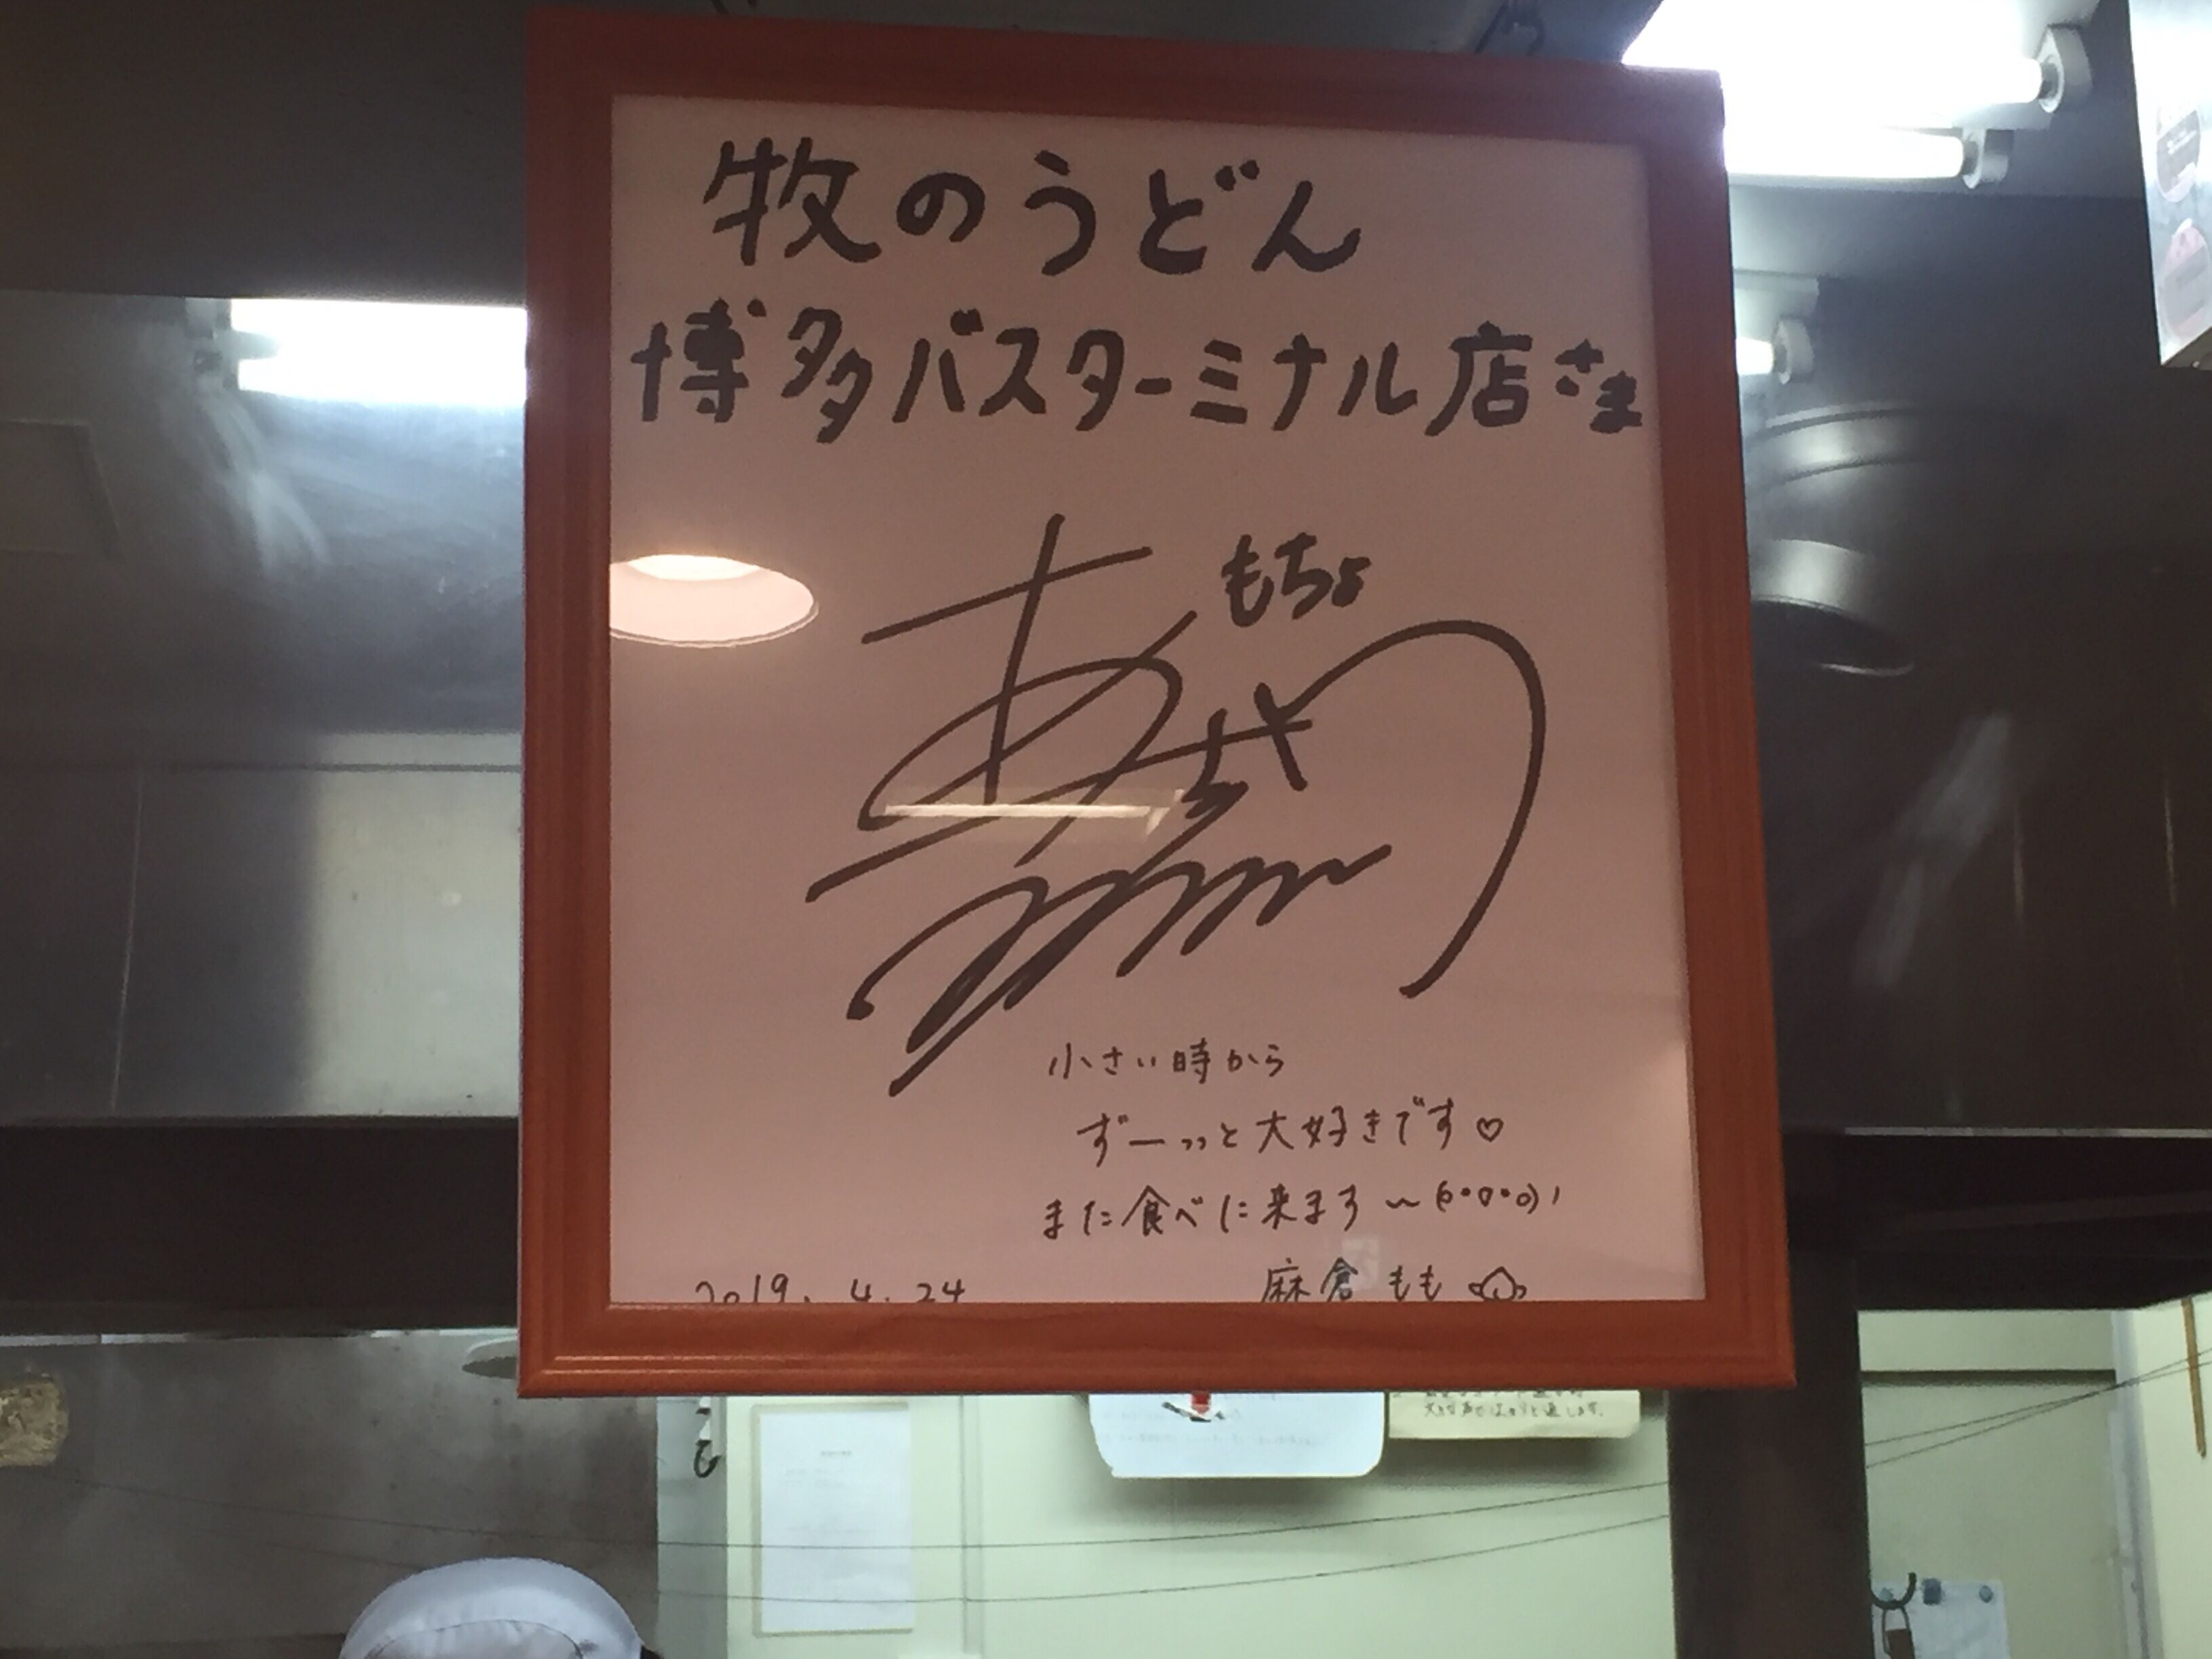 牧のうどん
博多バスターミナル店さま
もちょ
小さい時から
ずーっと大好きです♡
また食べに来ます〜(o°▽°o)ノ
2019. 4. 24
麻倉もも